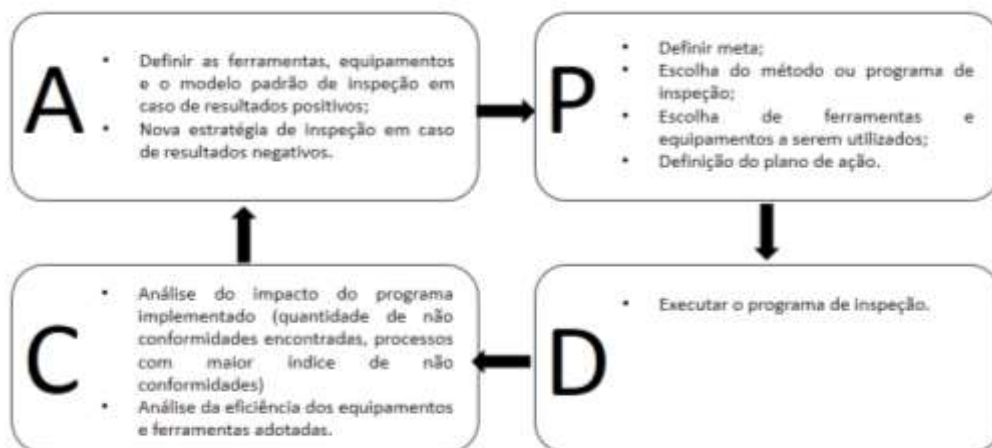 A
• Definir as ferramentas, equipamentos
e o modelo padrão de inspeção em
caso de resultados positivos;
• Nova estratégia de inspeção em caso
de resultados negativos.
P
• Definir meta;
• Escolha do método ou programa de
inspeção;
• Escolha de ferramentas e
equipamentos a serem utilizados;
• Definição do plano de ação.
C
• Análise do impacto do programa
implementado (quantidade de não
conformidades encontradas, processos
com maior índice de não
conformidades)
• Análise da eficiência dos equipamentos
e ferramentas adotadas.
D
• Executar o programa de inspeção.